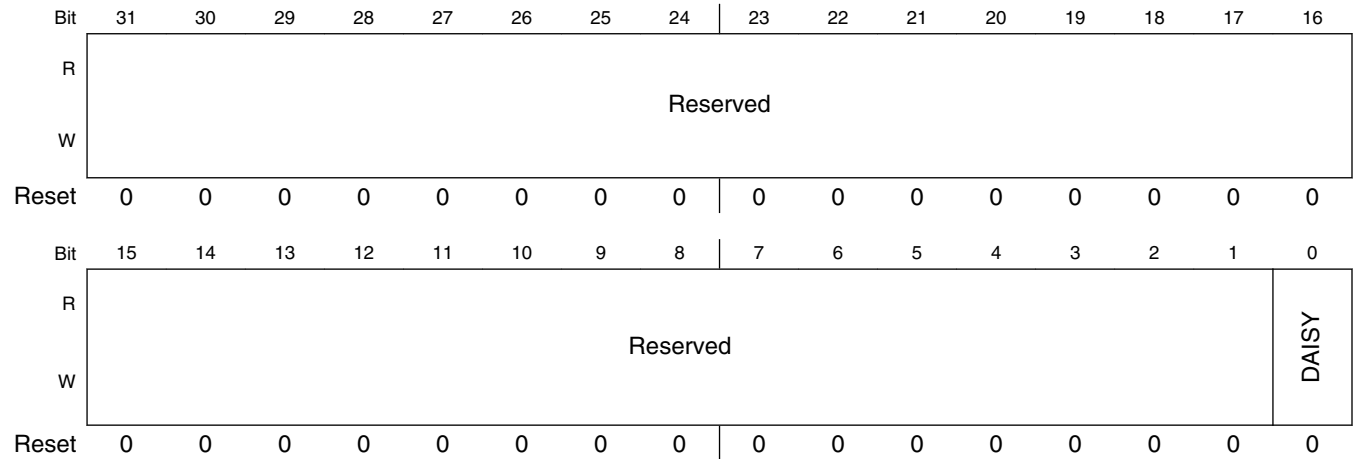 Bit 31 30 29 28 27 26 25 24 23 22 21 20 19 18 17 16
R
Reserved
W
Reset 0 0 0 0 0 0 0 0 0 0 0 0 0 0 0 0
Bit 15 14 13 12 11 10 9 8 7 6 5 4 3 2 1 0
R
Reserved
DAISY
W
Reset 0 0 0 0 0 0 0 0 0 0 0 0 0 0 0 0